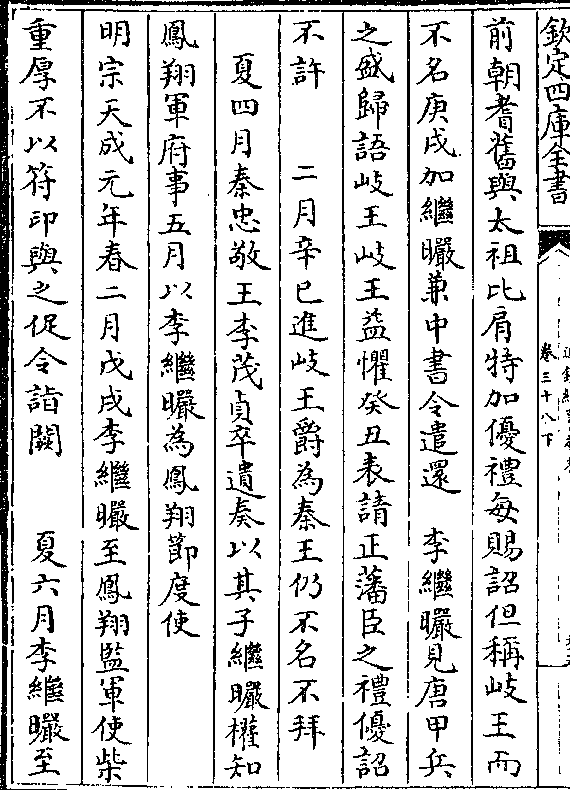 欽定四庫全書
卷三十八下
前朝耆舊與太祖比肩特加優禮每賜詔但稱岐王而
不名庚戌加繼曮兼中書令遣還　李繼曮見唐甲兵
之盛歸語岐王岐王益懼癸丑表請正藩臣之禮優詔
不許　二月辛巳進岐王爵為秦王仍不名不拜
夏四月秦忠敬王李茂貞卒遺奏以其子繼曮權知
鳳翔軍府事五月以李繼曮為鳳翔節度使
明宗天成元年春二月戊戌李繼曮至鳳翔監軍使柴
重厚不以符印與之促令詣闕　夏六月李繼曮至